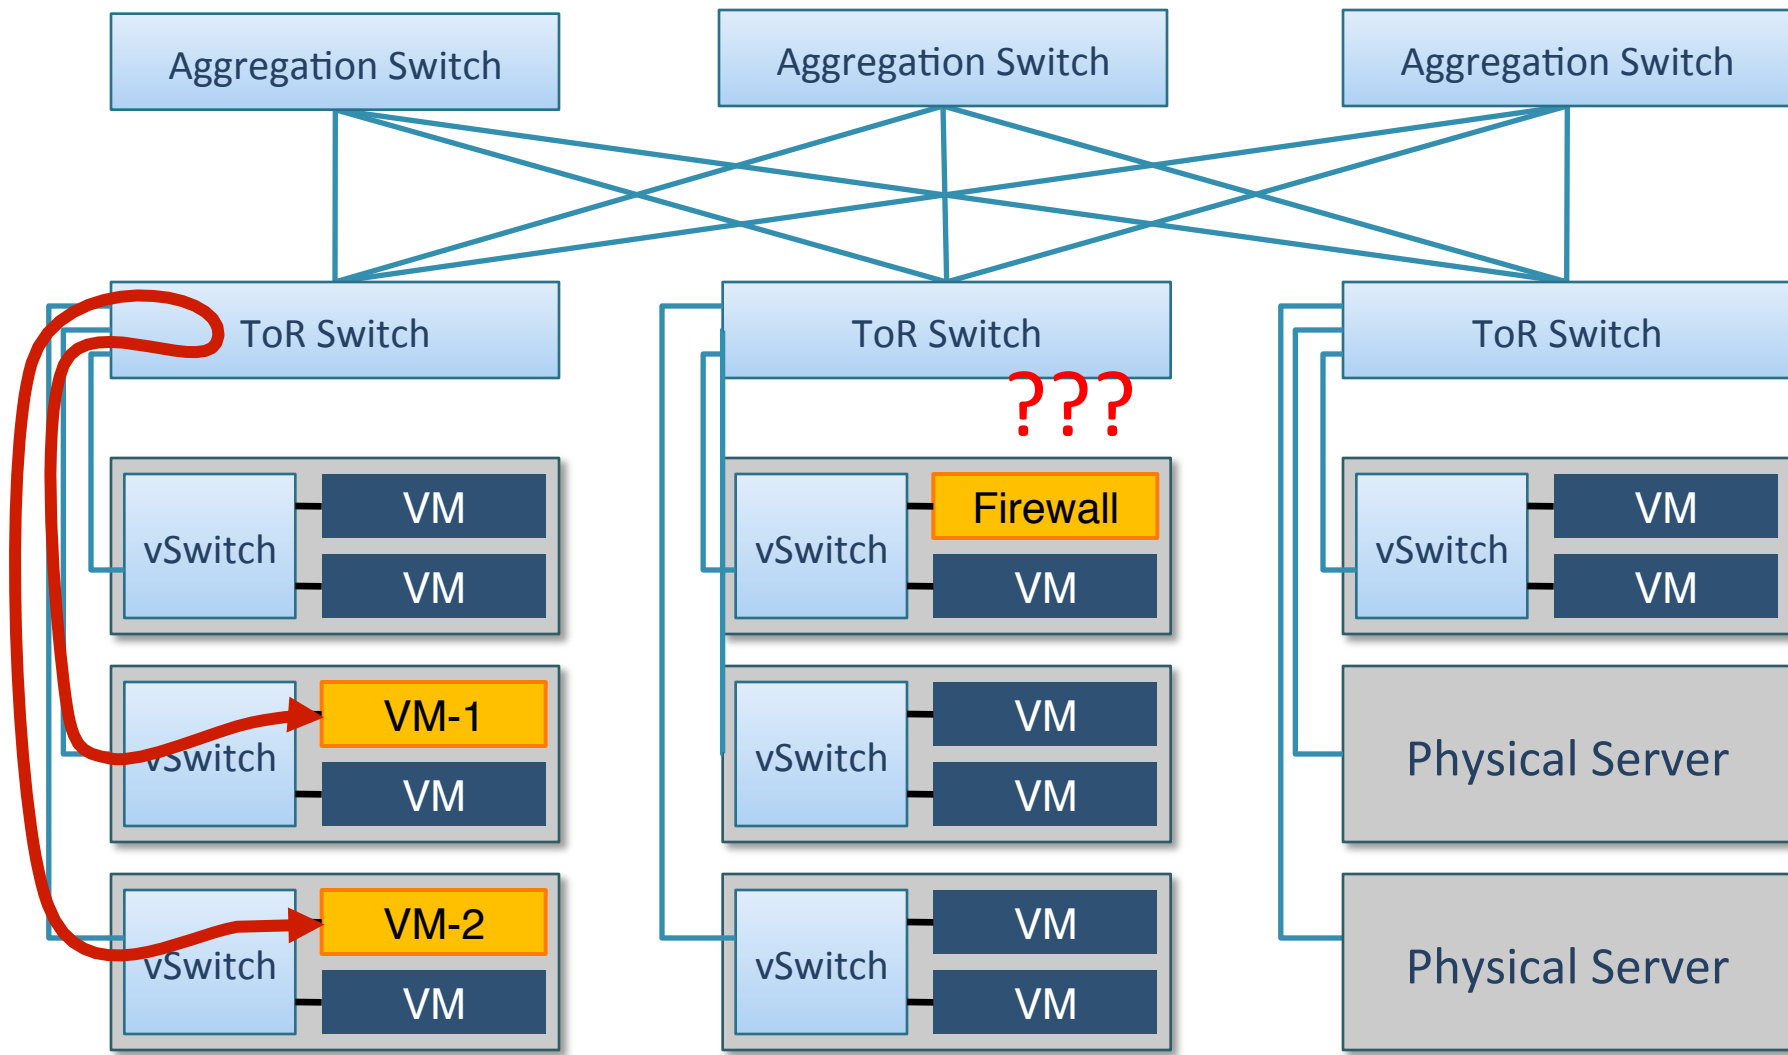 Aggregation Switch
Aggregation Switch
Aggregation Switch
ToR Switch
ToR Switch
ToR Switch
???
vSwitch
VM
VM
vSwitch
Firewall
VM
vSwitch
VM
VM
vSwitch
VM-1
VM
vSwitch
VM
VM
Physical Server
vSwitch
VM-2
VM
vSwitch
VM
VM
Physical Server